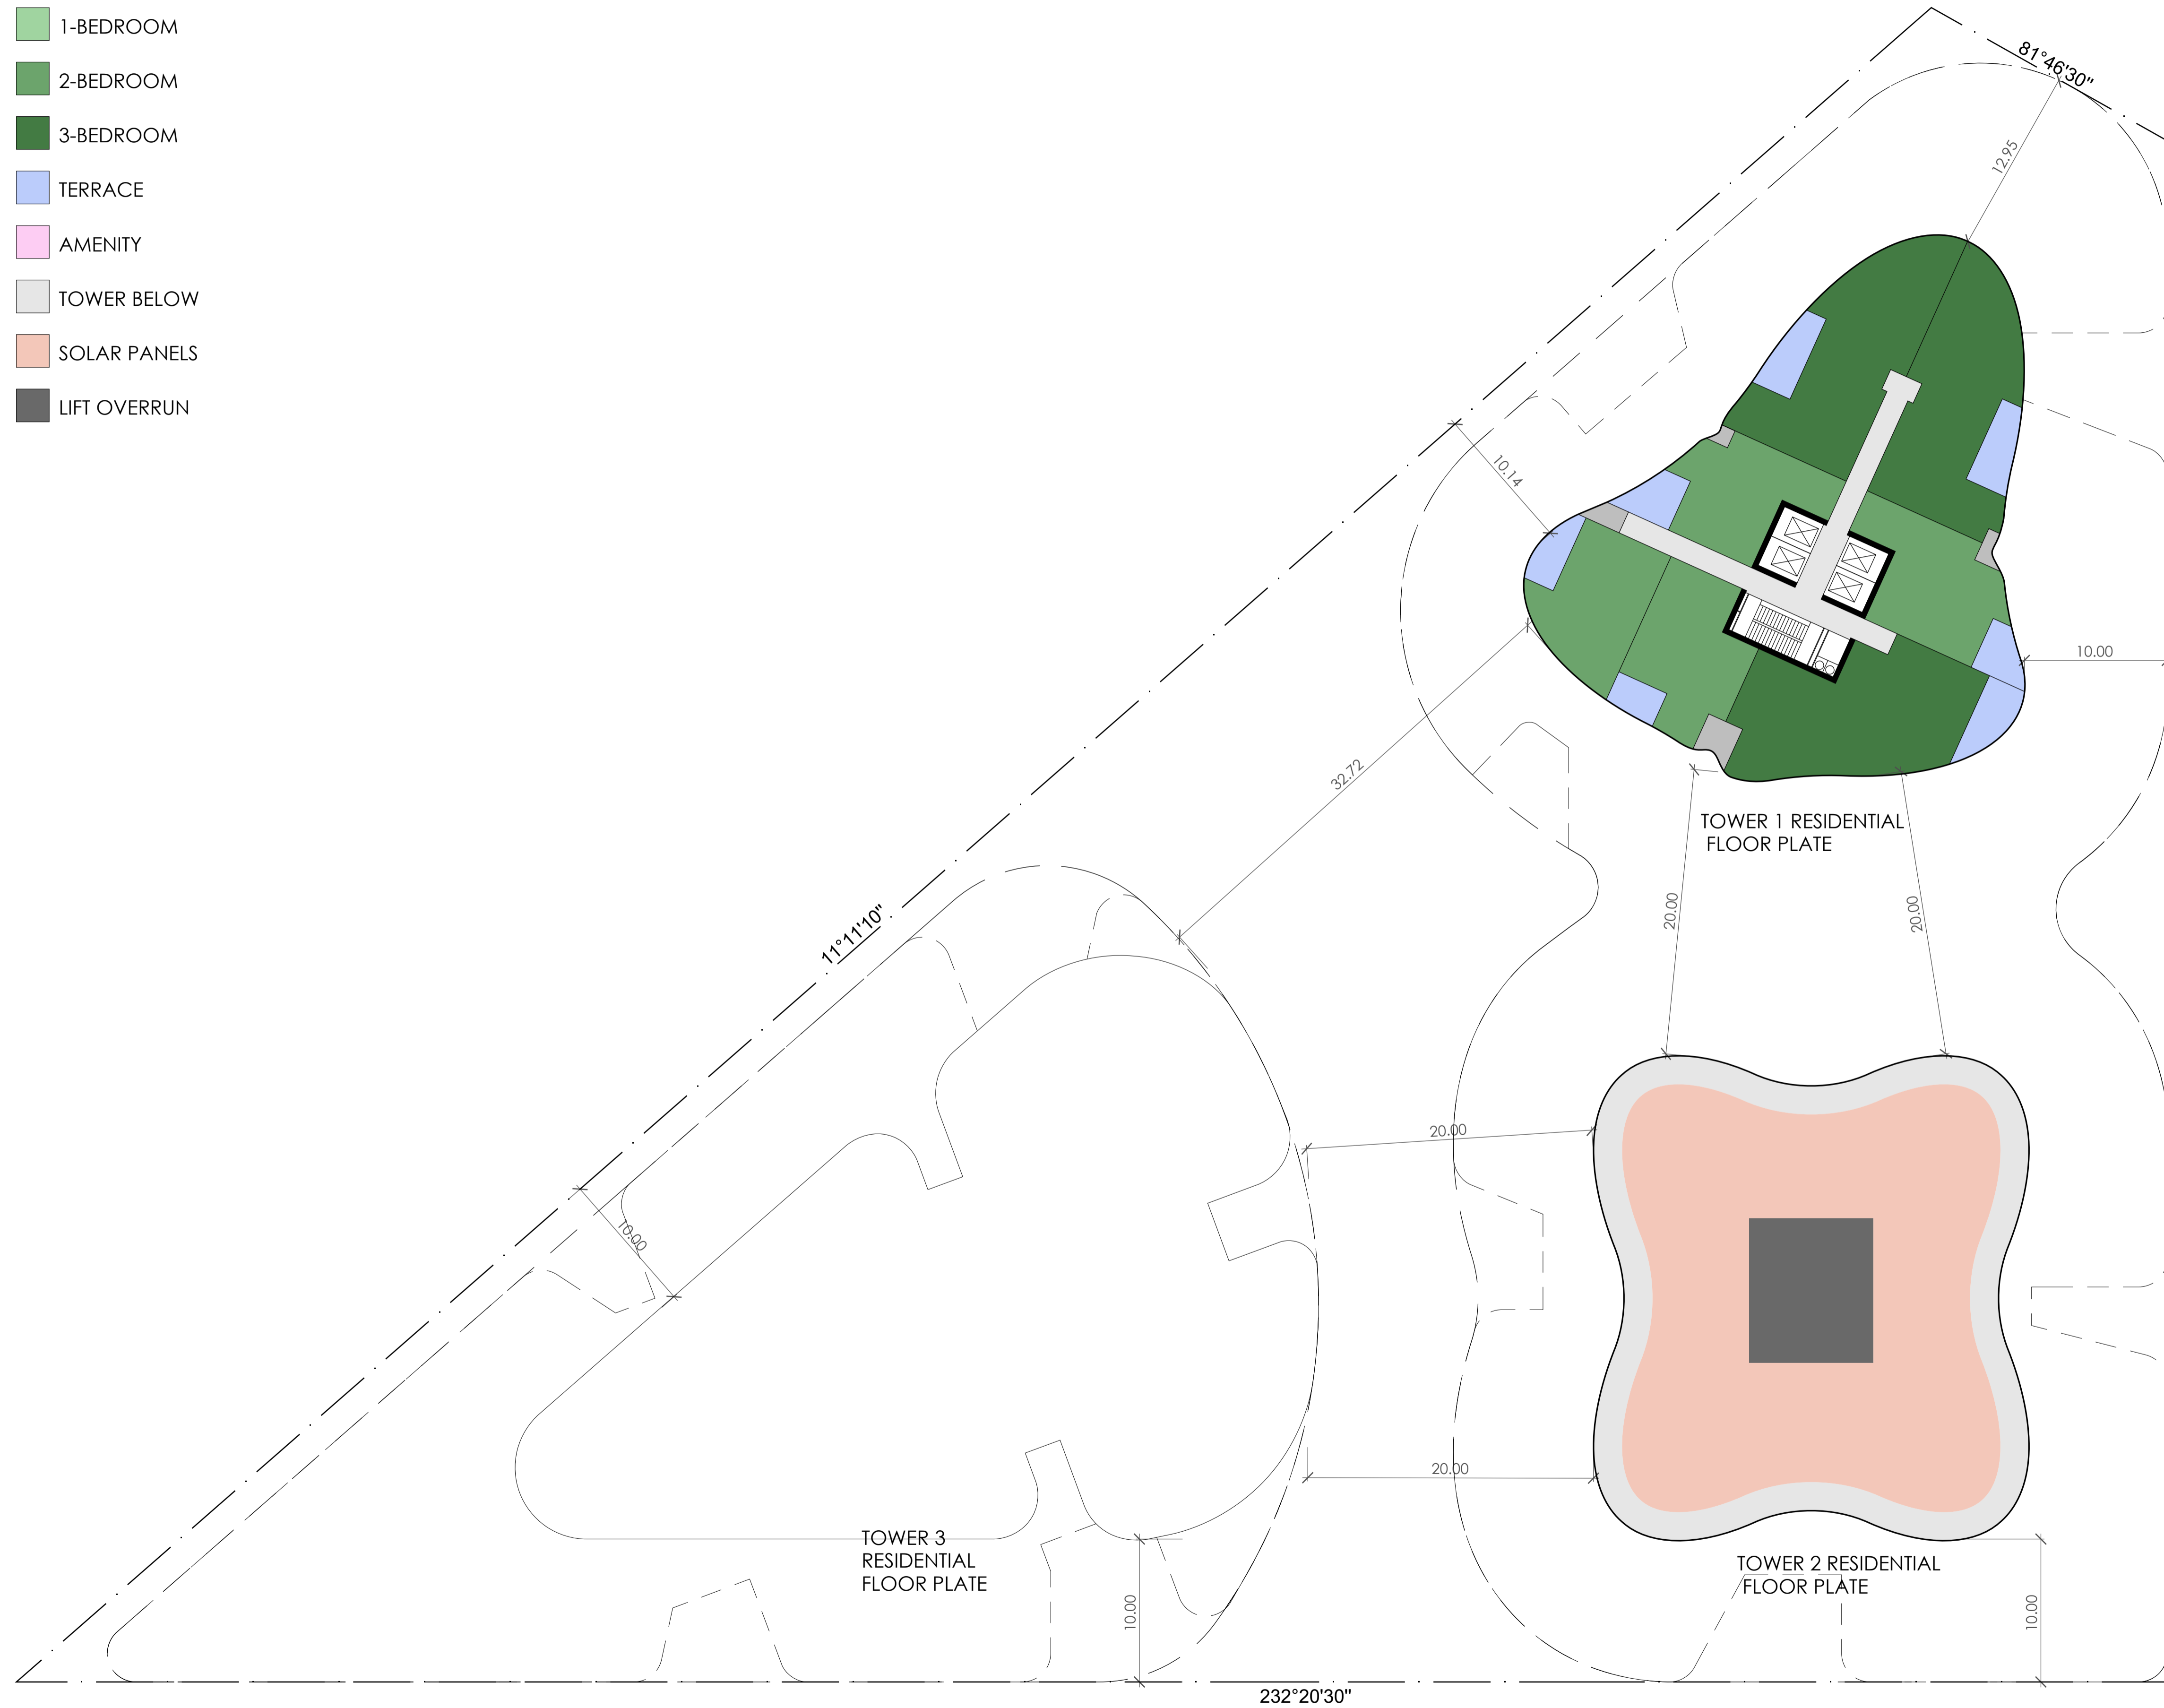 1-BEDROOM
2-BEDROOM
3-BEDROOM
TERRACE
AMENITY
TOWER BELOW
SOLAR PANELS
LIFT OVERRUN
81°46'30"
12.95
10.14
10.00
32.72
TOWER 1 RESIDENTIAL
FLOOR PLATE
20.00
20.00
11°11'10"
20.00
10.00
20.00
TOWER 3
RESIDENTIAL
FLOOR PLATE
TOWER 2 RESIDENTIAL
FLOOR PLATE
10.00
10.00
232°20'30"